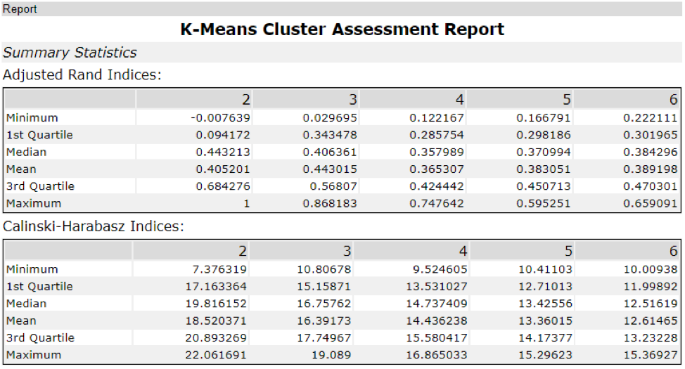 Report
K-Means Cluster Assessment Report
Summary Statistics
Adjusted Rand Indices:
2 3 4 5 6
Minimum -0.007639 0.029695 0.122167 0.166791 0.222111
1st Quartile 0.094172 0.343478 0.285754 0.298186 0.301965
Median 0.443213 0.406361 0.357989 0.370994 0.384296
Mean 0.405201 0.443015 0.365307 0.383051 0.389198
3rd Quartile 0.684276 0.56807 0.424442 0.450713 0.470301
Maximum 1 0.868183 0.747642 0.595251 0.659091
Calinski-Harabasz Indices:
2 3 4 5 6
Minimum 7.376319 10.80678 9.524605 10.41103 10.00938
1st Quartile 17.163364 15.15871 13.531027 12.71013 11.99892
Median 19.816152 16.75762 14.737409 13.42556 12.51619
Mean 18.520371 16.39173 14.436238 13.36015 12.61465
3rd Quartile 20.893269 17.74967 15.580417 14.17377 13.23228
Maximum 22.061691 19.089 16.865033 15.29623 15.36927